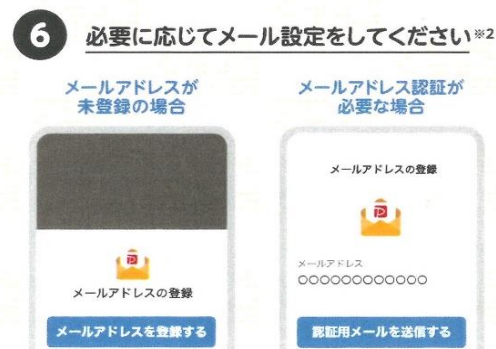 6 必要に応じてメール設定をしてください※2
メールアドレスが
未登録の場合
メールアドレスの登録
メールアドレスを登録する
メールアドレス認証が
必要な場合
メールアドレスの登録
メールアドレス
○○○○○○○○○○○○
認証用メールを送信する